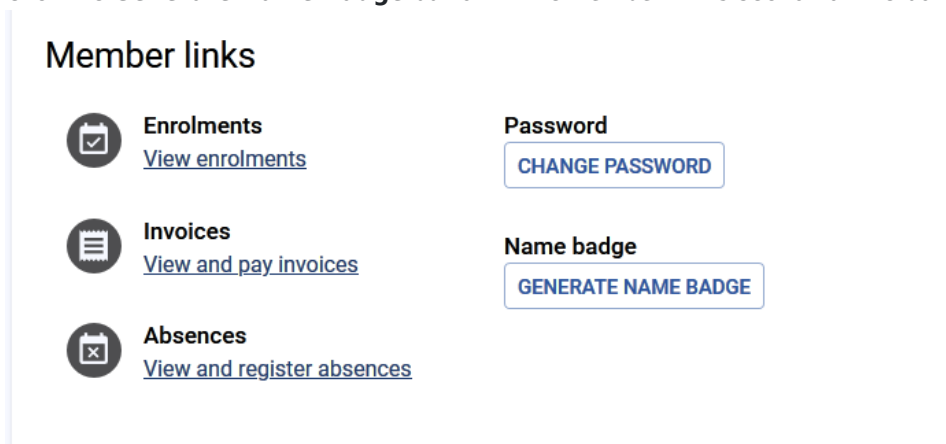 Member links
Enrolments
View enrolments
Invoices
View and pay invoices
Absences
View and register absences
Password
CHANGE PASSWORD
Name badge
GENERATE NAME BADGE